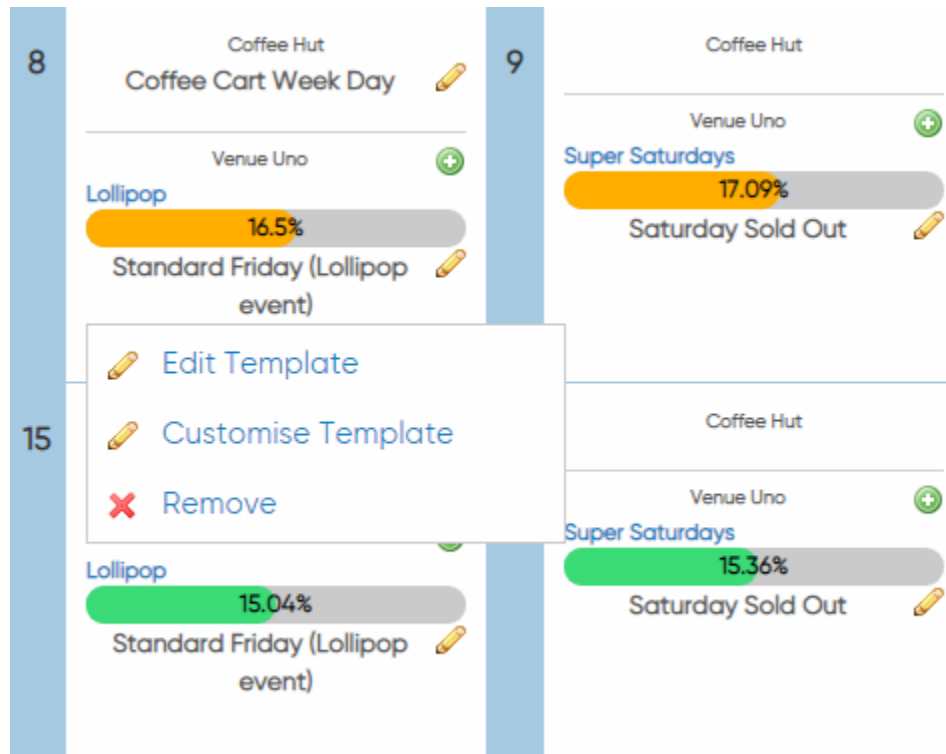 8
Coffee Hut
Coffee Cart Week Day
Venue Uno
Lollipop
16.5%
Standard Friday (Lollipop
event)
9
Coffee Hut
Venue Uno
Super Saturdays
17.09%
Saturday Sold Out
Edit Template
Customise Template
Remove
15
Lollipop
15.04%
Standard Friday (Lollipop
event)
Coffee Hut
Venue Uno
Super Saturdays
15.36%
Saturday Sold Out